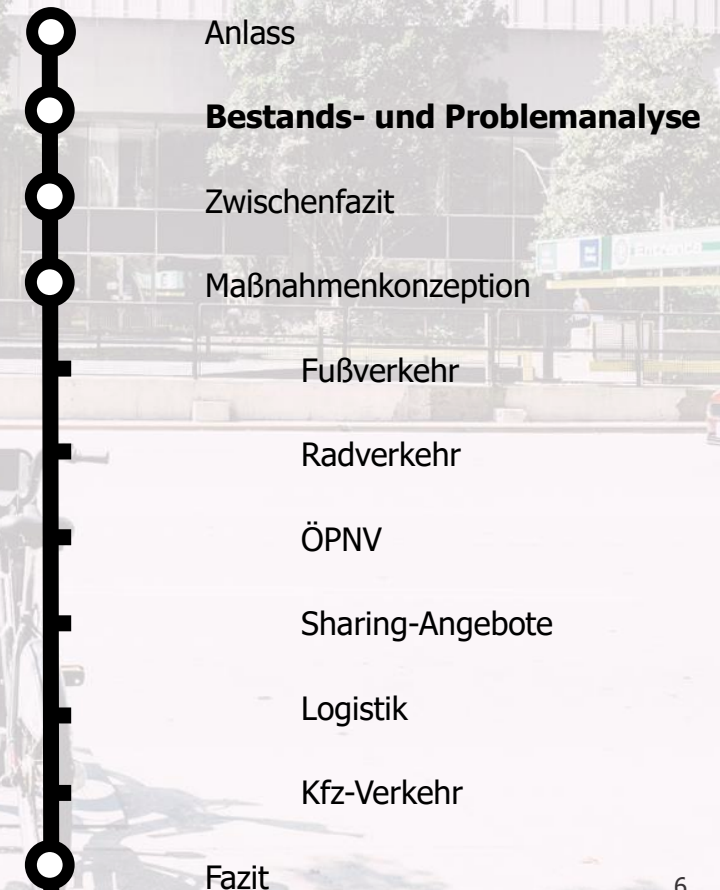 Anlass
Bestands- und Problemanalyse
Zwischenfazit
Maßnahmenkonzeption
Fußverkehr
Radverkehr
ÖPNV
Sharing-Angebote
Logistik
Kfz-Verkehr
Fazit
6